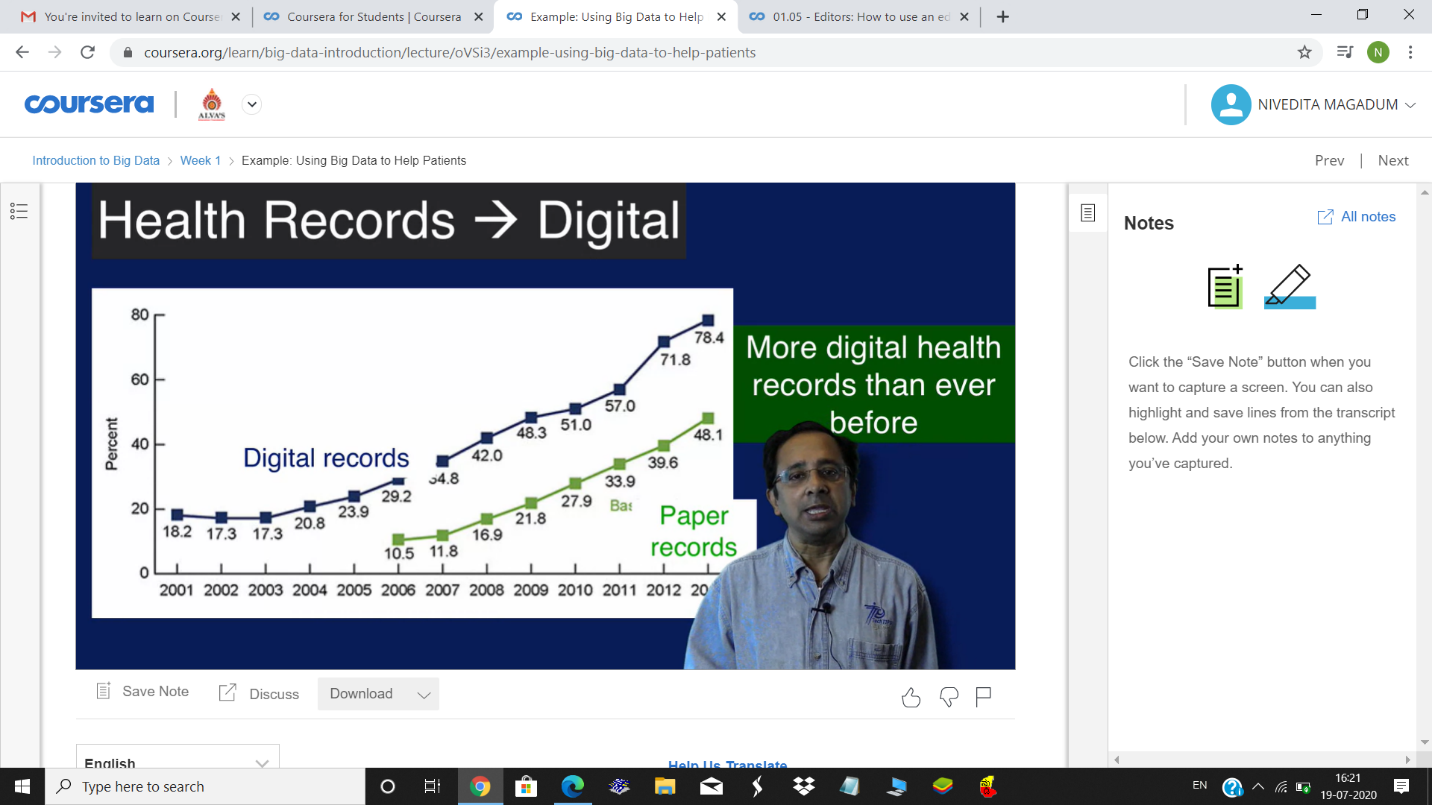 You're invited to learn on Course
Coursera for Students | Coursera
Example: Using Big Data to Help
01.05 - Editors: How to use an ed
coursera.org/learn/big-data-introduction/lecture/oVSi3/example-using-big-data-to-help-patients
N
coursera
ALVA'S
NIVEDITA MAGADUM
Introduction to Big Data > Week 1 > Example: Using Big Data to Help Patients
Prev | Next
Health Records → Digital
80
60
40
20
0
Percent
Digital records
18.2 17.3 17.3 20.8 23.9 29.2 34.8 42.0 48.3 51.0 57.0 71.8 78.4
10.5 11.8 16.9 21.8 27.9 33.9 39.6 48.1
Bas
Paper
records
2001 2002 2003 2004 2005 2006 2007 2008 2009 2010 2011 2012 20
More digital health
records than ever
before
Notes
All notes
Click the “Save Note” button when you
want to capture a screen. You can also
highlight and save lines from the transcript
below. Add your own notes to anything
you’ve captured.
Save Note
Discuss
Download
English
Help Us Translate
Type here to search
EN
16:21
19-07-2020